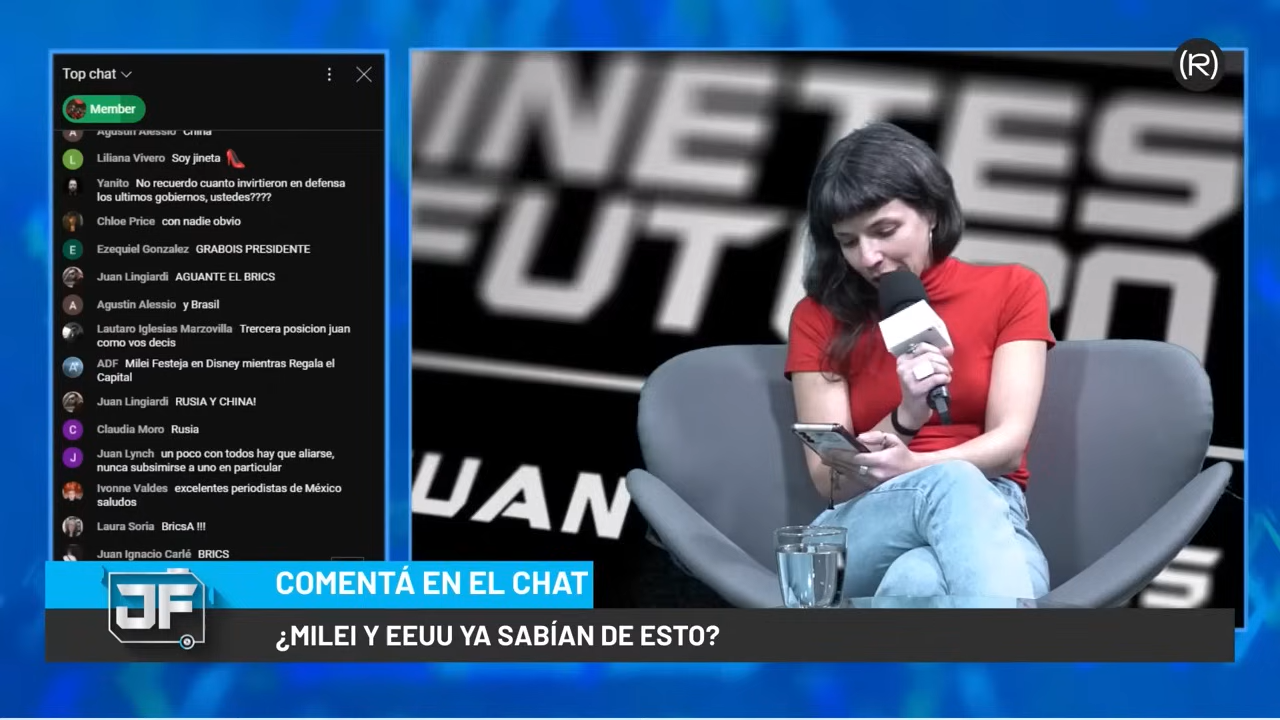 Top chat
Member
Agustin Alessio China
Liliana Vivero Soy jineta 👠
Yanito No recuerdo cuanto invirtieron en defensa
los ultimos gobiernos, ustedes????
Chloe Price con nadie obvio
Ezequiel Gonzalez GRABOIS PRESIDENTE
Juan Lingiardi AGUANTE EL BRICS
Agustin Alessio y Brasil
Lautaro Iglesias Marzovilla Trercera posicion juan
como vos decis
ADF Milei Festeja en Disney mientras Regala el
Capital
Juan Lingiardi RUSIA Y CHINA!
Claudia Moro Rusia
Juan Lynch un poco con todos hay que aliarse,
nunca subsimirse a uno en particular
Ivonne Valdes excelentes periodistas de México
saludos
Laura Soria BricsA !!!
Juan Ignacio Carlé BRICS
(R)
INETES
FUTURO
JUAN
S
JF
COMENTÁ EN EL CHAT
¿MILEI Y EEUU YA SABÍAN DE ESTO?